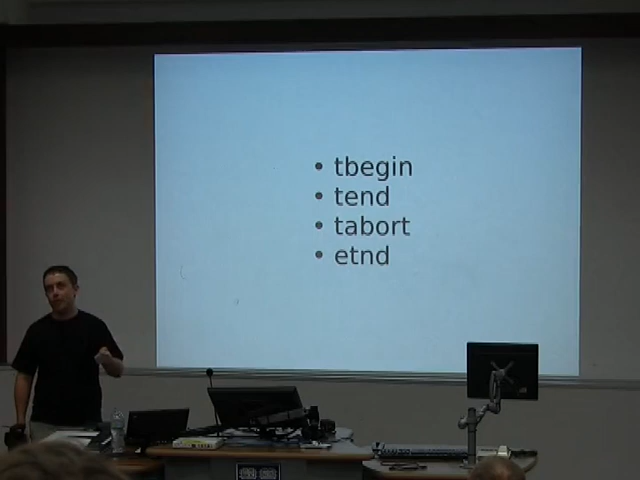 • tbegin
• tend
• tabort
• etnd